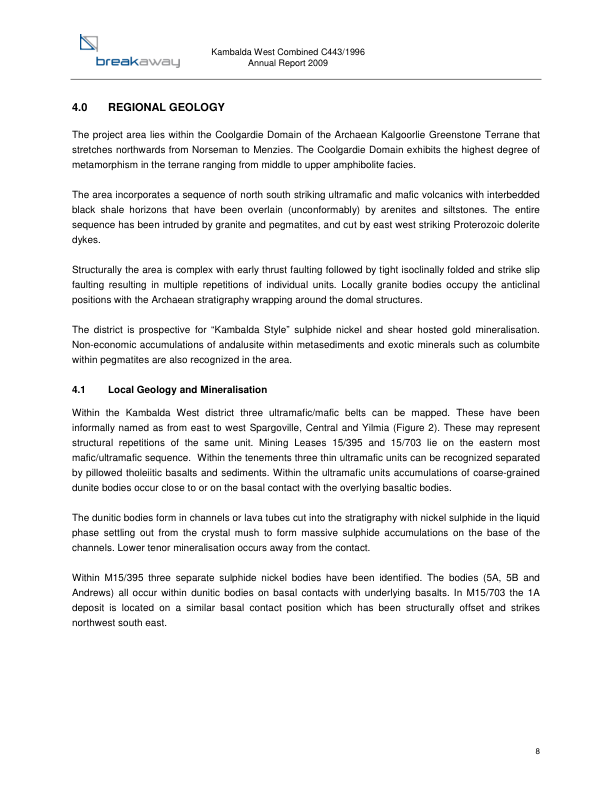 breakaway
Kambalda West Combined C443/1996
Annual Report 2009
4.0 REGIONAL GEOLOGY
The project area lies within the Coolgardie Domain of the Archaean Kalgoorlie Greenstone Terrane that
stretches northwards from Norseman to Menzies. The Coolgardie Domain exhibits the highest degree of
metamorphism in the terrane ranging from middle to upper amphibolite facies.
The area incorporates a sequence of north south striking ultramafic and mafic volcanics with interbedded
black shale horizons that have been overlain (unconformably) by arenites and siltstones. The entire
sequence has been intruded by granite and pegmatites, and cut by east west striking Proterozoic dolerite
dykes.
Structurally the area is complex with early thrust faulting followed by tight isoclinally folded and strike slip
faulting resulting in multiple repetitions of individual units. Locally granite bodies occupy the anticlinal
positions with the Archaean stratigraphy wrapping around the domal structures.
The district is prospective for “Kambalda Style” sulphide nickel and shear hosted gold mineralisation.
Non-economic accumulations of andalusite within metasediments and exotic minerals such as columbite
within pegmatites are also recognized in the area.
4.1 Local Geology and Mineralisation
Within the Kambalda West district three ultramafic/mafic belts can be mapped. These have been
informally named as from east to west Spargoville, Central and Yilmia (Figure 2). These may represent
structural repetitions of the same unit. Mining Leases 15/395 and 15/703 lie on the eastern most
mafic/ultramafic sequence. Within the tenements three thin ultramafic units can be recognized separated
by pillowed tholeiitic basalts and sediments. Within the ultramafic units accumulations of coarse-grained
dunite bodies occur close to or on the basal contact with the overlying basaltic bodies.
The dunitic bodies form in channels or lava tubes cut into the stratigraphy with nickel sulphide in the liquid
phase settling out from the crystal mush to form massive sulphide accumulations on the base of the
channels. Lower tenor mineralisation occurs away from the contact.
Within M15/395 three separate sulphide nickel bodies have been identified. The bodies (5A, 5B and
Andrews) all occur within dunitic bodies on basal contacts with underlying basalts. In M15/703 the 1A
deposit is located on a similar basal contact position which has been structurally offset and strikes
northwest south east.
8